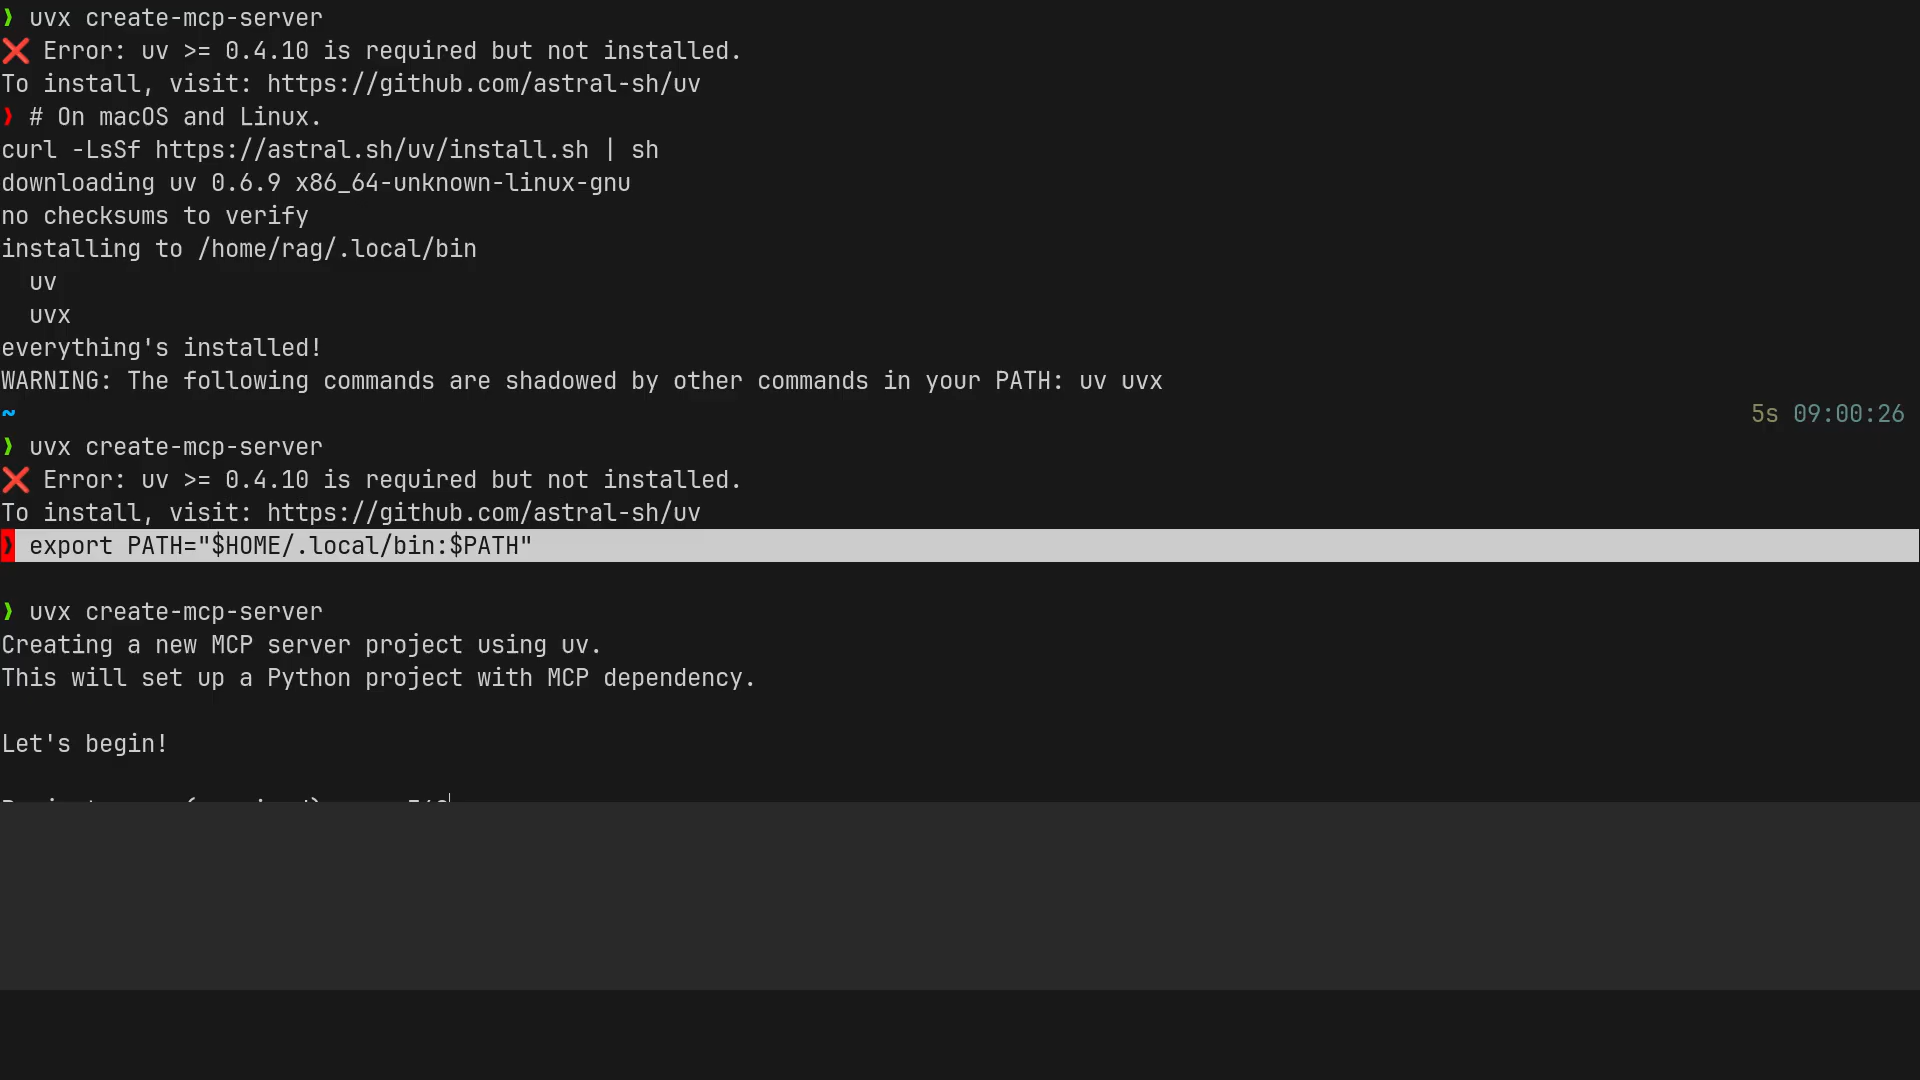 ❱ uvx create-mcp-server
❌ Error: uv >= 0.4.10 is required but not installed.
To install, visit: https://github.com/astral-sh/uv
❱ # On macOS and Linux.
curl -LsSf https://astral.sh/uv/install.sh | sh
downloading uv 0.6.9 x86_64-unknown-linux-gnu
no checksums to verify
installing to /home/rag/.local/bin
  uv
  uvx
everything's installed!
WARNING: The following commands are shadowed by other commands in your PATH: uv uvx
~ 5s 09:00:26
❱ uvx create-mcp-server
❌ Error: uv >= 0.4.10 is required but not installed.
To install, visit: https://github.com/astral-sh/uv
❱ export PATH="$HOME/.local/bin:$PATH"
❱ uvx create-mcp-server
Creating a new MCP server project using uv.
This will set up a Python project with MCP dependency.
Let's begin!